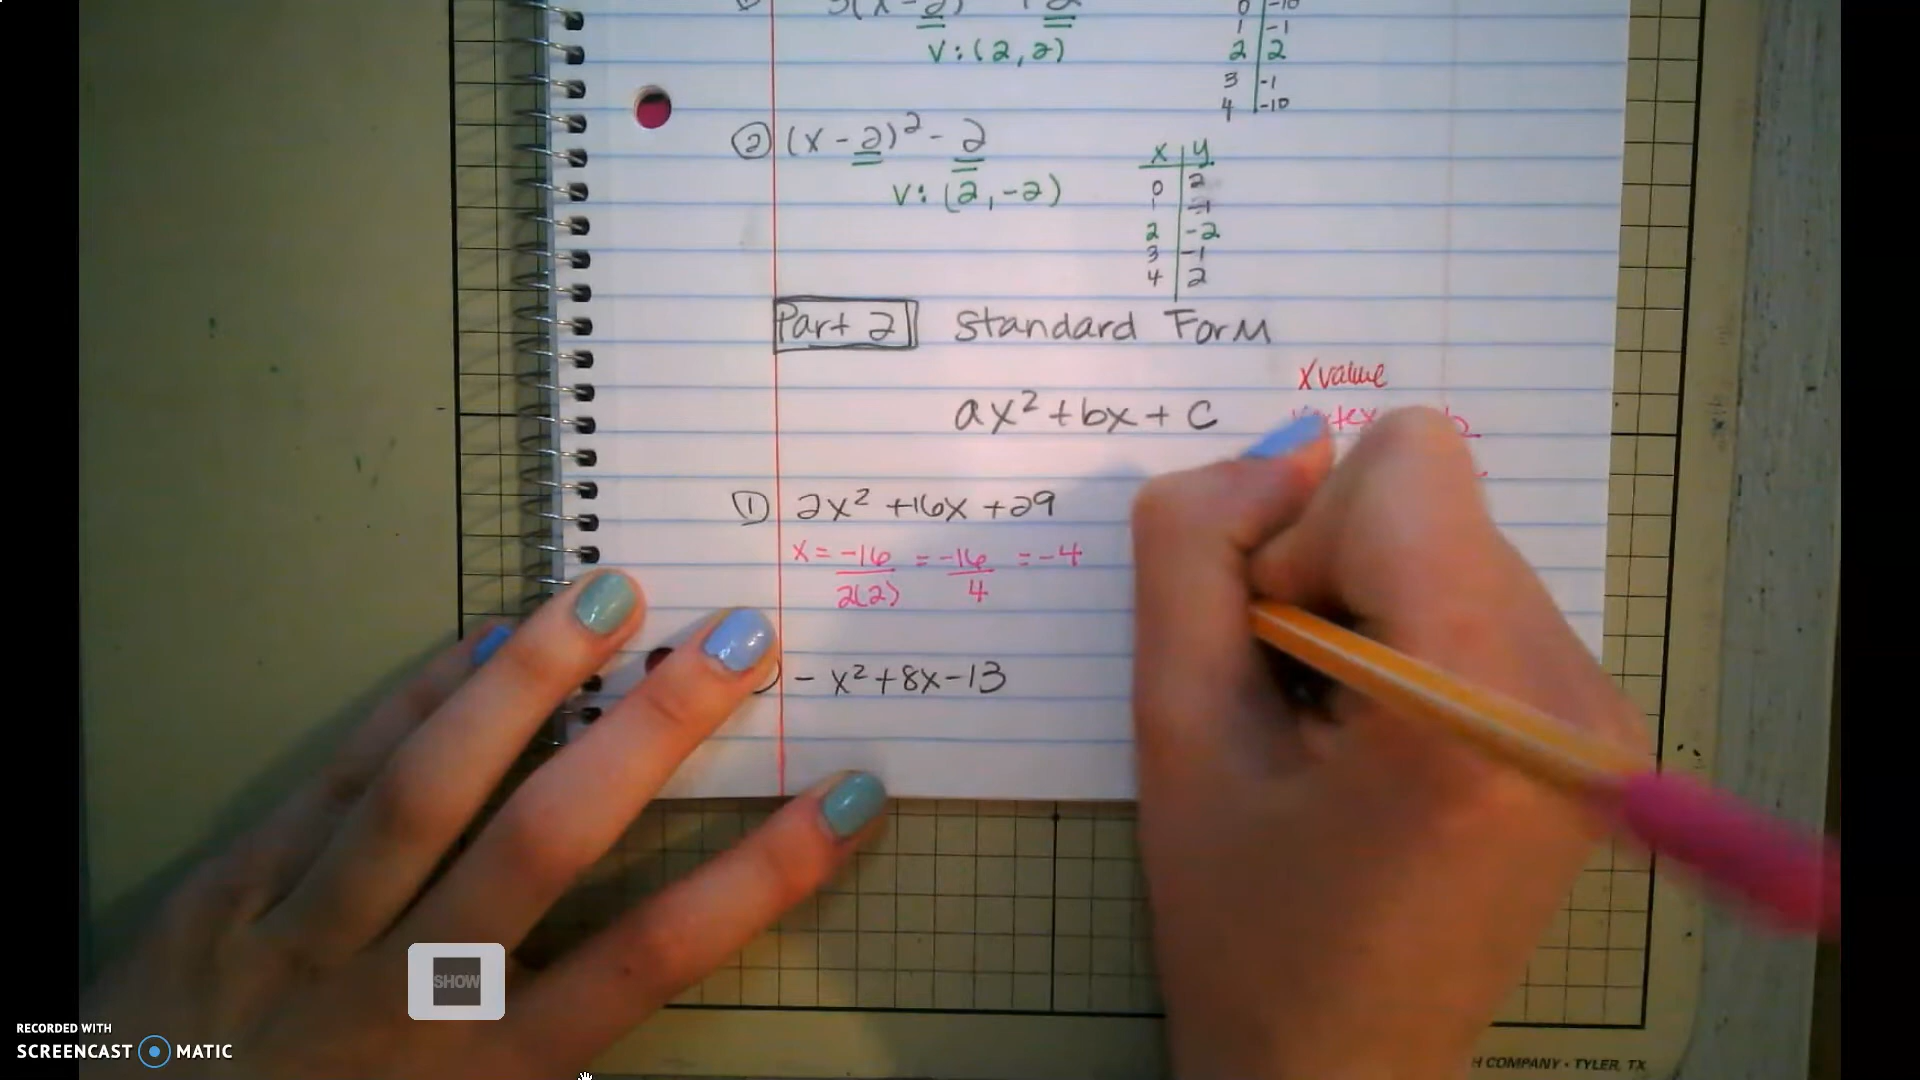 0 -10
1 -1
V: (2, 2) 2 2
3 -1
4 -10
② (x - 2)² - 2
V: (2, -2)
x y
0 2
1 -1
2 -2
3 -1
4 2
Part 2 Standard Form
x value
ax² + bx + c
① 2x² + 16x + 29
x = -16/2(2) = -16/4 = -4
- x² + 8x - 13
SHOW
RECORDED WITH
SCREENCAST MATIC
H COMPANY • TYLER, TX